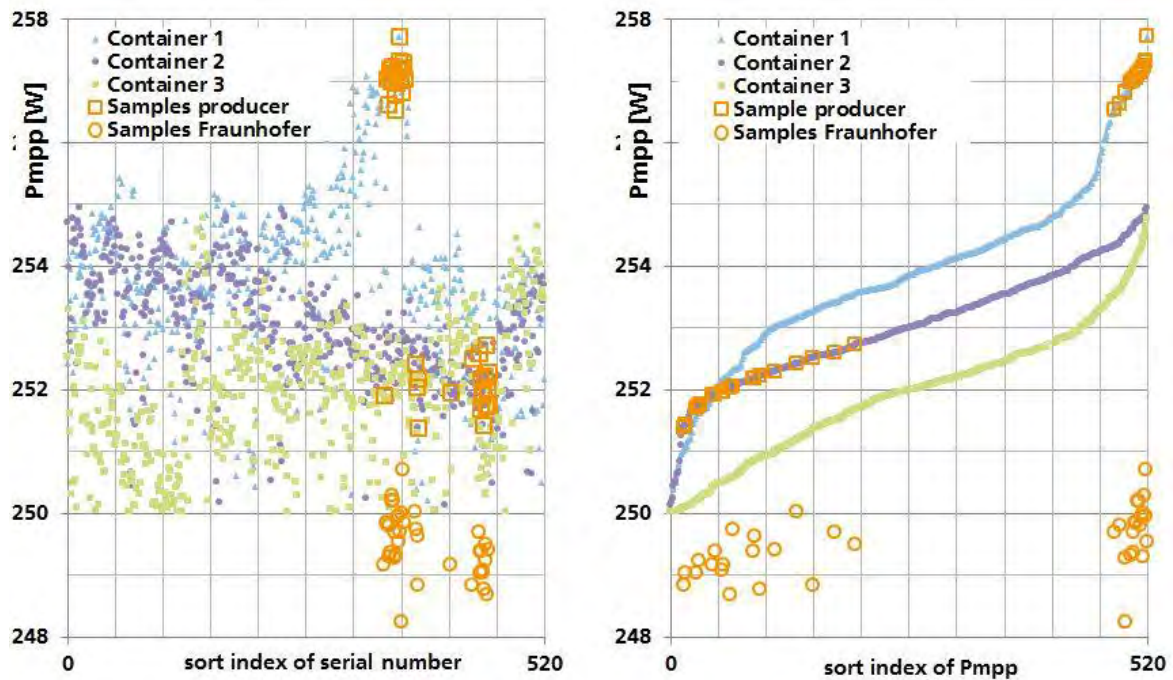 258
Container 1
Container 2
Container 3
Samples producer
Samples Fraunhofer
Pmpp [W]
254
252
250
248
0
sort index of serial number
520
258
Container 1
Container 2
Container 3
Sample producer
Samples Fraunhofer
Pmpp [W]
254
252
250
248
0
sort index of Pmpp
520